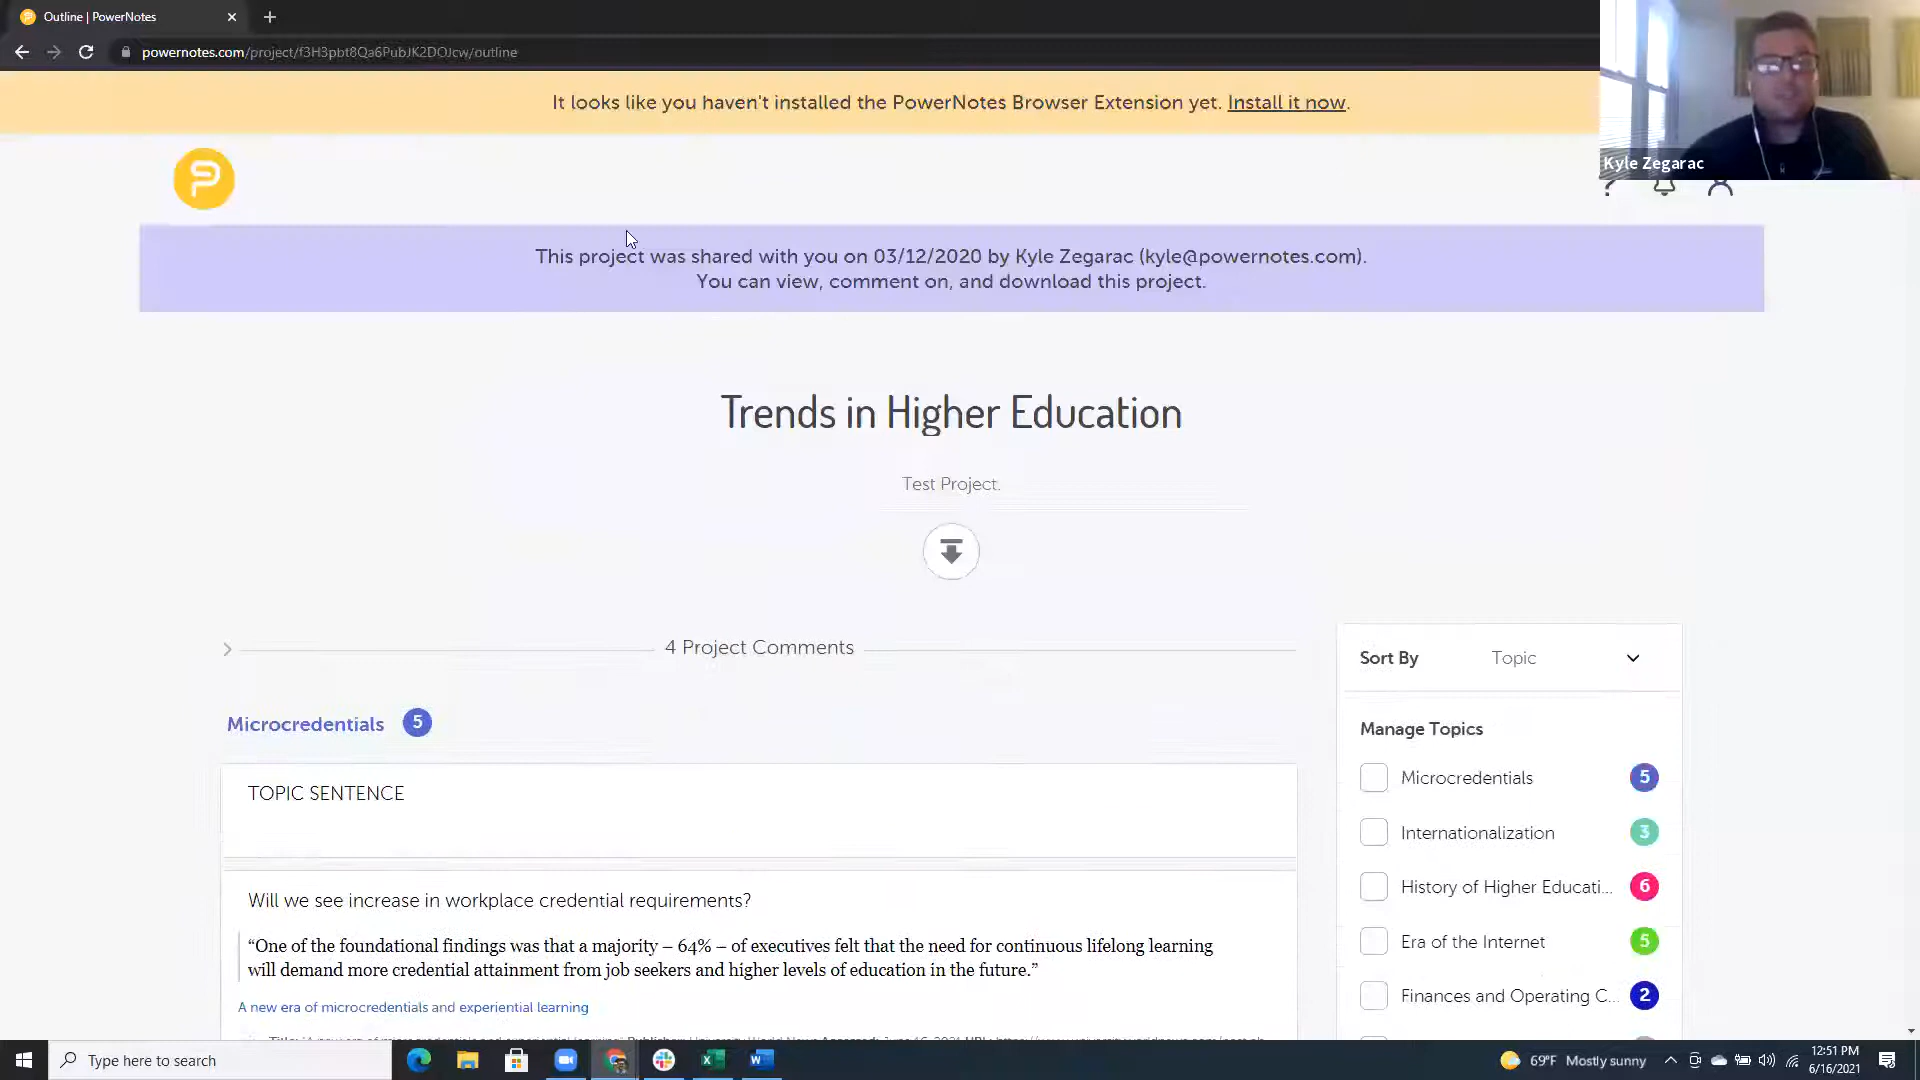 Outline | PowerNotes
powernotes.com/project/f3H3pbt8Qa6PubJK2DOJcw/outline
It looks like you haven't installed the PowerNotes Browser Extension yet. Install it now.
Kyle Zegarac
This project was shared with you on 03/12/2020 by Kyle Zegarac (kyle@powernotes.com).
You can view, comment on, and download this project.
Trends in Higher Education
Test Project.
4 Project Comments
Sort By Topic
Microcredentials 5
Manage Topics
Microcredentials 5
Internationalization 3
History of Higher Educati... 6
Era of the Internet 5
Finances and Operating C... 2
TOPIC SENTENCE
Will we see increase in workplace credential requirements?
“One of the foundational findings was that a majority – 64% – of executives felt that the need for continuous lifelong learning
will demand more credential attainment from job seekers and higher levels of education in the future.”
A new era of microcredentials and experiential learning
Type here to search
69°F Mostly sunny
12:51 PM
6/16/2021